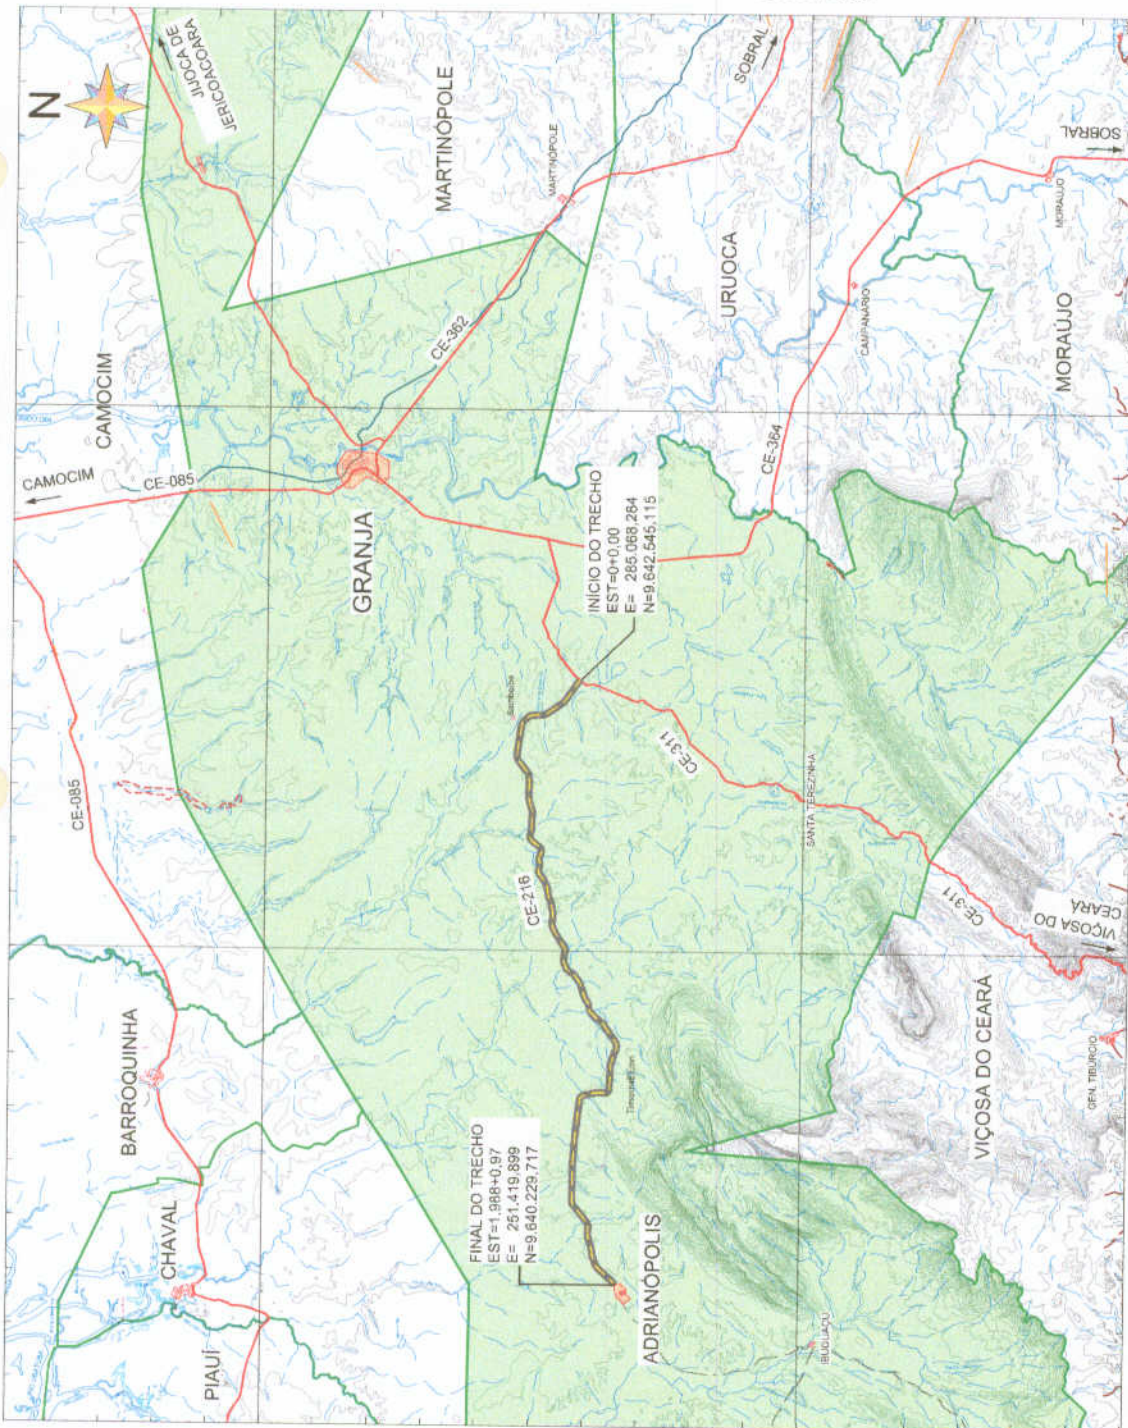 N
JIJOCA DE
JERICOACOARA
CAMOCIM
CAMOCIM
CE-085
MARTINÓPOLE
MARTINÓPOLE
SOBRAL
CE-362
URUOCA
CAMPANÁRIO
SOBRAL
MORAÚJO
MORAÚJO
CE-364
GRANJA
INÍCIO DO TRECHO
EST=0+0,00
E= 285.068,284
N=9.642.545,115
CE-085
CE-311
SANTA TEREZINHA
CE-311
VIÇOSA DO
CEARÁ
CE-216
BARROQUINHA
CHAVAL
PIAUÍ
FINAL DO TRECHO
EST=1.988+0,97
E= 251.419,899
N=9.640.229,717
ADRIANÓPOLIS
IBUGUAÇU
VIÇOSA DO CEARÁ
GEN. TIBÚRCIO